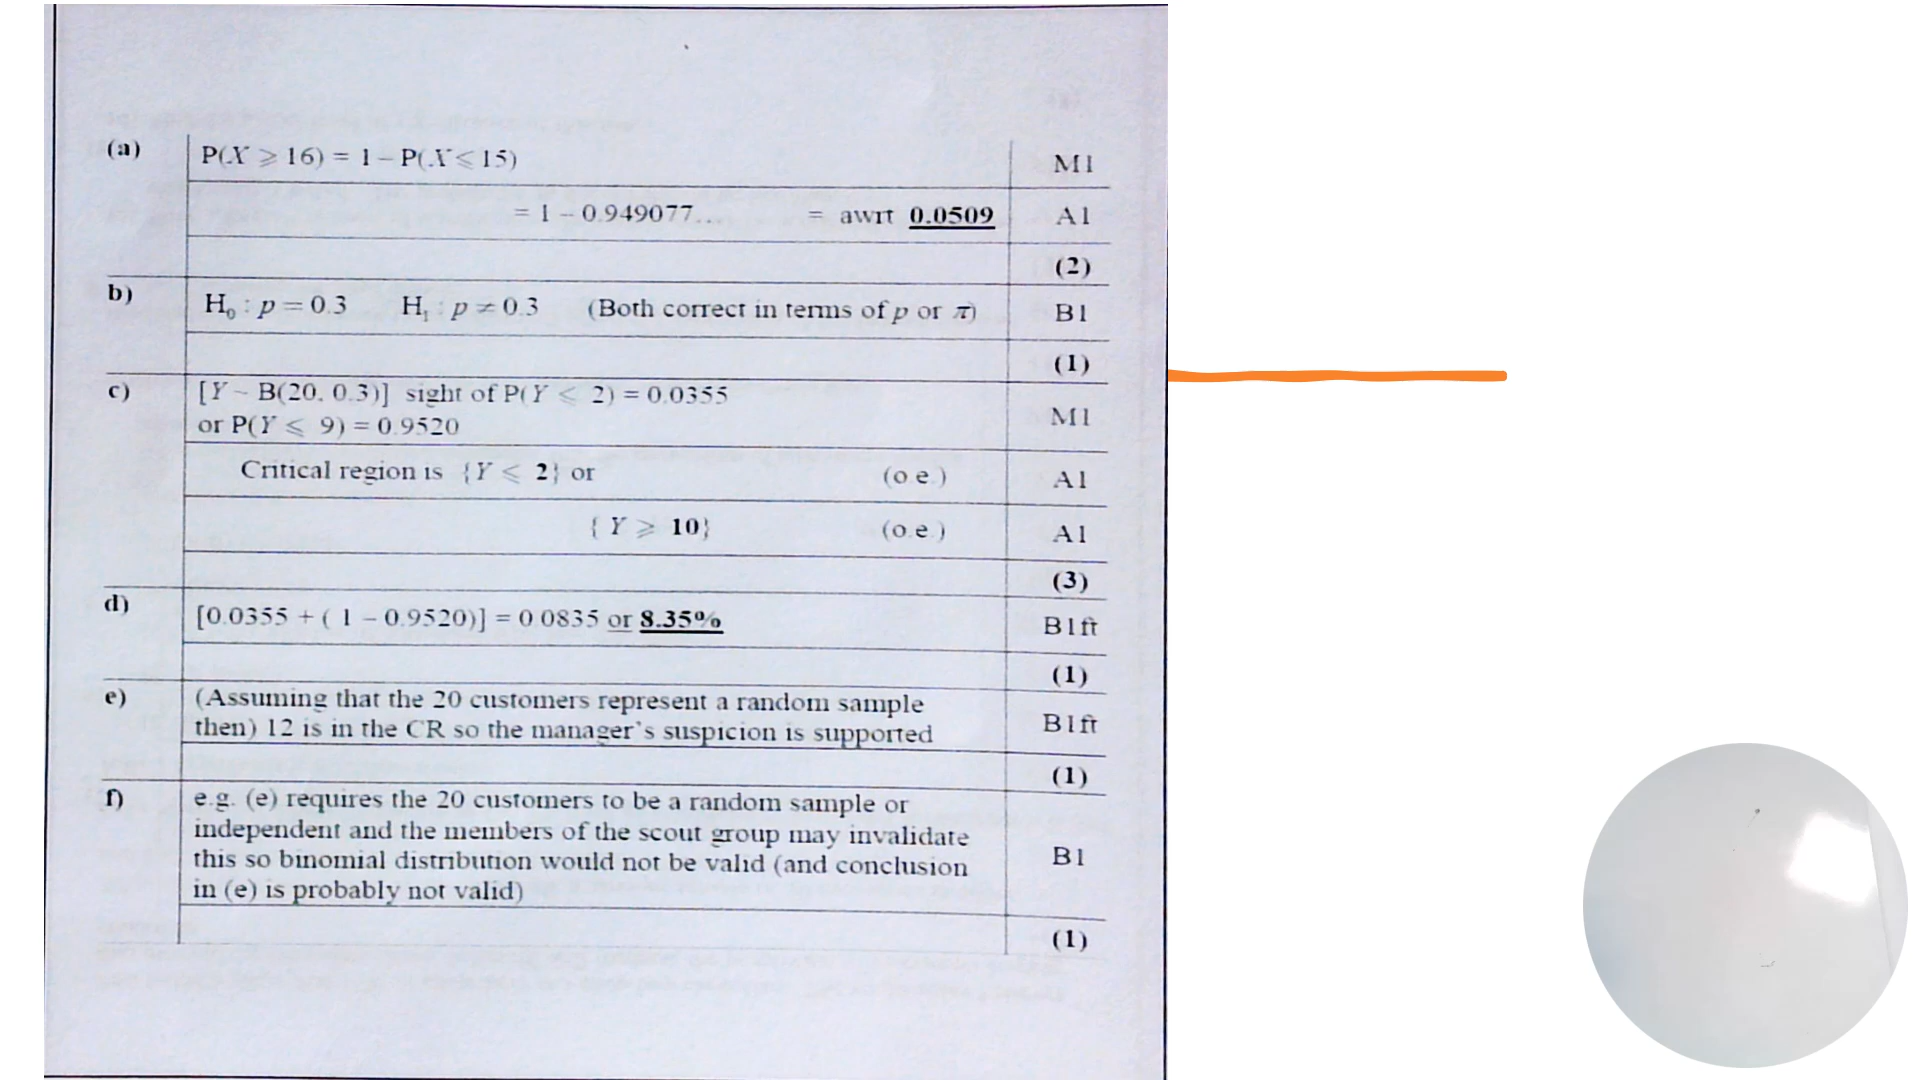 (a) P(X ⩾ 16) = 1 – P(X ⩽ 15) M1
= 1 – 0.949077... = awrt 0.0509 A1
(2)
b) H₀ : p = 0.3 H₁ : p ≠ 0.3 (Both correct in terms of p or π) B1
(1)
c) [Y ~ B(20, 0.3)] sight of P(Y ⩽ 2) = 0.0355
or P(Y ⩽ 9) = 0.9520 M1
Critical region is {Y ⩽ 2} or (o.e.) A1
{ Y ⩾ 10} (o.e.) A1
(3)
d) [0.0355 + ( 1 – 0.9520)] = 0.0835 or 8.35% B1ft
(1)
e) (Assuming that the 20 customers represent a random sample
then) 12 is in the CR so the manager's suspicion is supported B1ft
(1)
f) e.g. (e) requires the 20 customers to be a random sample or
independent and the members of the scout group may invalidate
this so binomial distribution would not be valid (and conclusion B1
in (e) is probably not valid)
(1)